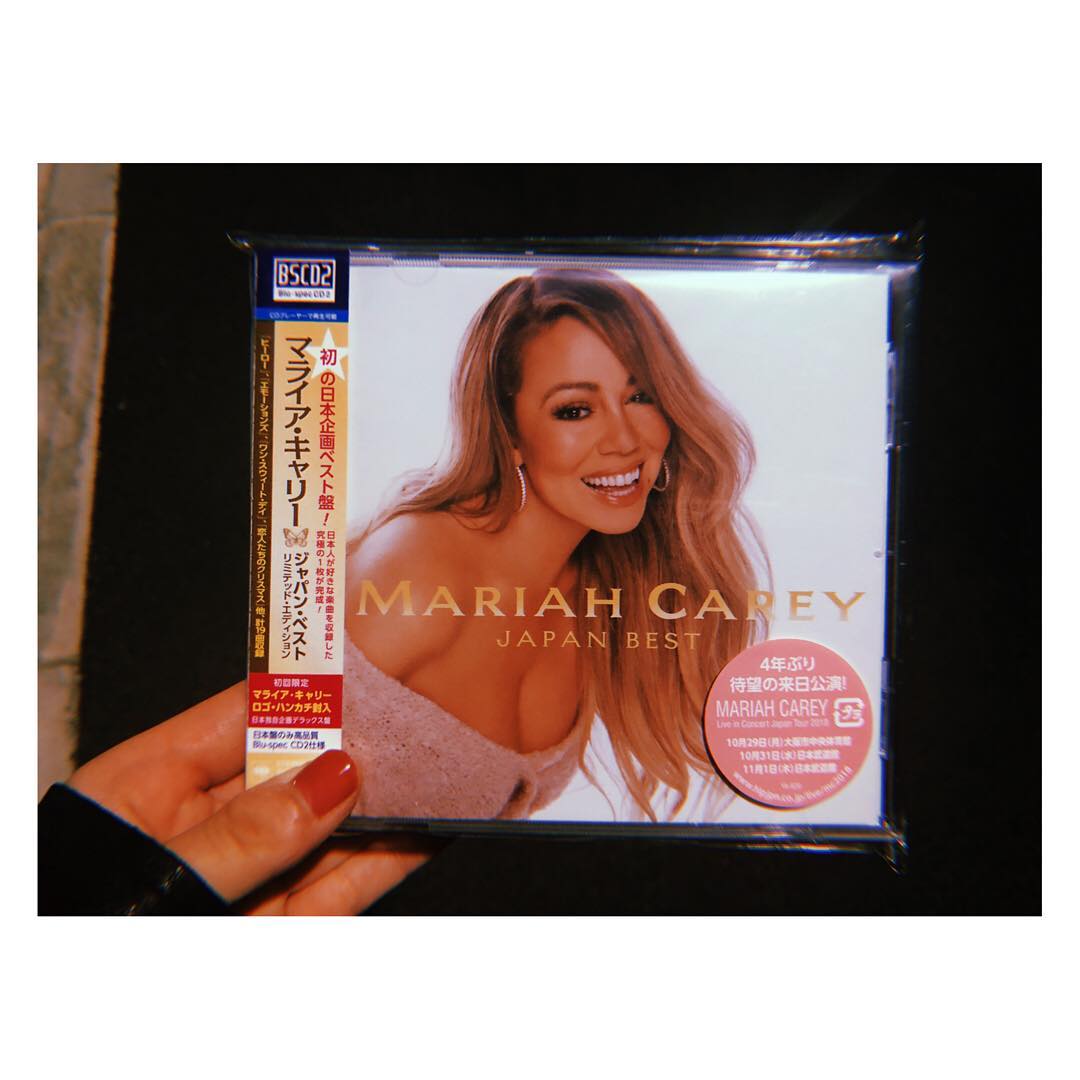 BSCD2
Blu-spec CD2
CDプレーヤーで再生可能
初の日本企画ベスト盤!
日本人が好きな楽曲を収録した
究極の1枚が完成!
マライア・キャリー
ジャパン・ベスト
リミテッド・エディション
「ヒーロー」、「エモーションズ」、「ワン・スウィート・デイ」、「恋人たちのクリスマス」他、計19曲収録
初回限定
マライア・キャリー
ロゴ・ハンカチ封入
日本独自企画デラックス盤
日本盤のみ高品質
Blu-spec CD2仕様
MARIAH CAREY
JAPAN BEST
4年ぶり
待望の来日公演!
MARIAH CAREY
Live in Concert Japan Tour 2018
10月29日(月)大阪市中央体育館
10月31日(水)日本武道館
11月1日(木)日本武道館
www.hipjpn.co.jp/live/mc2018